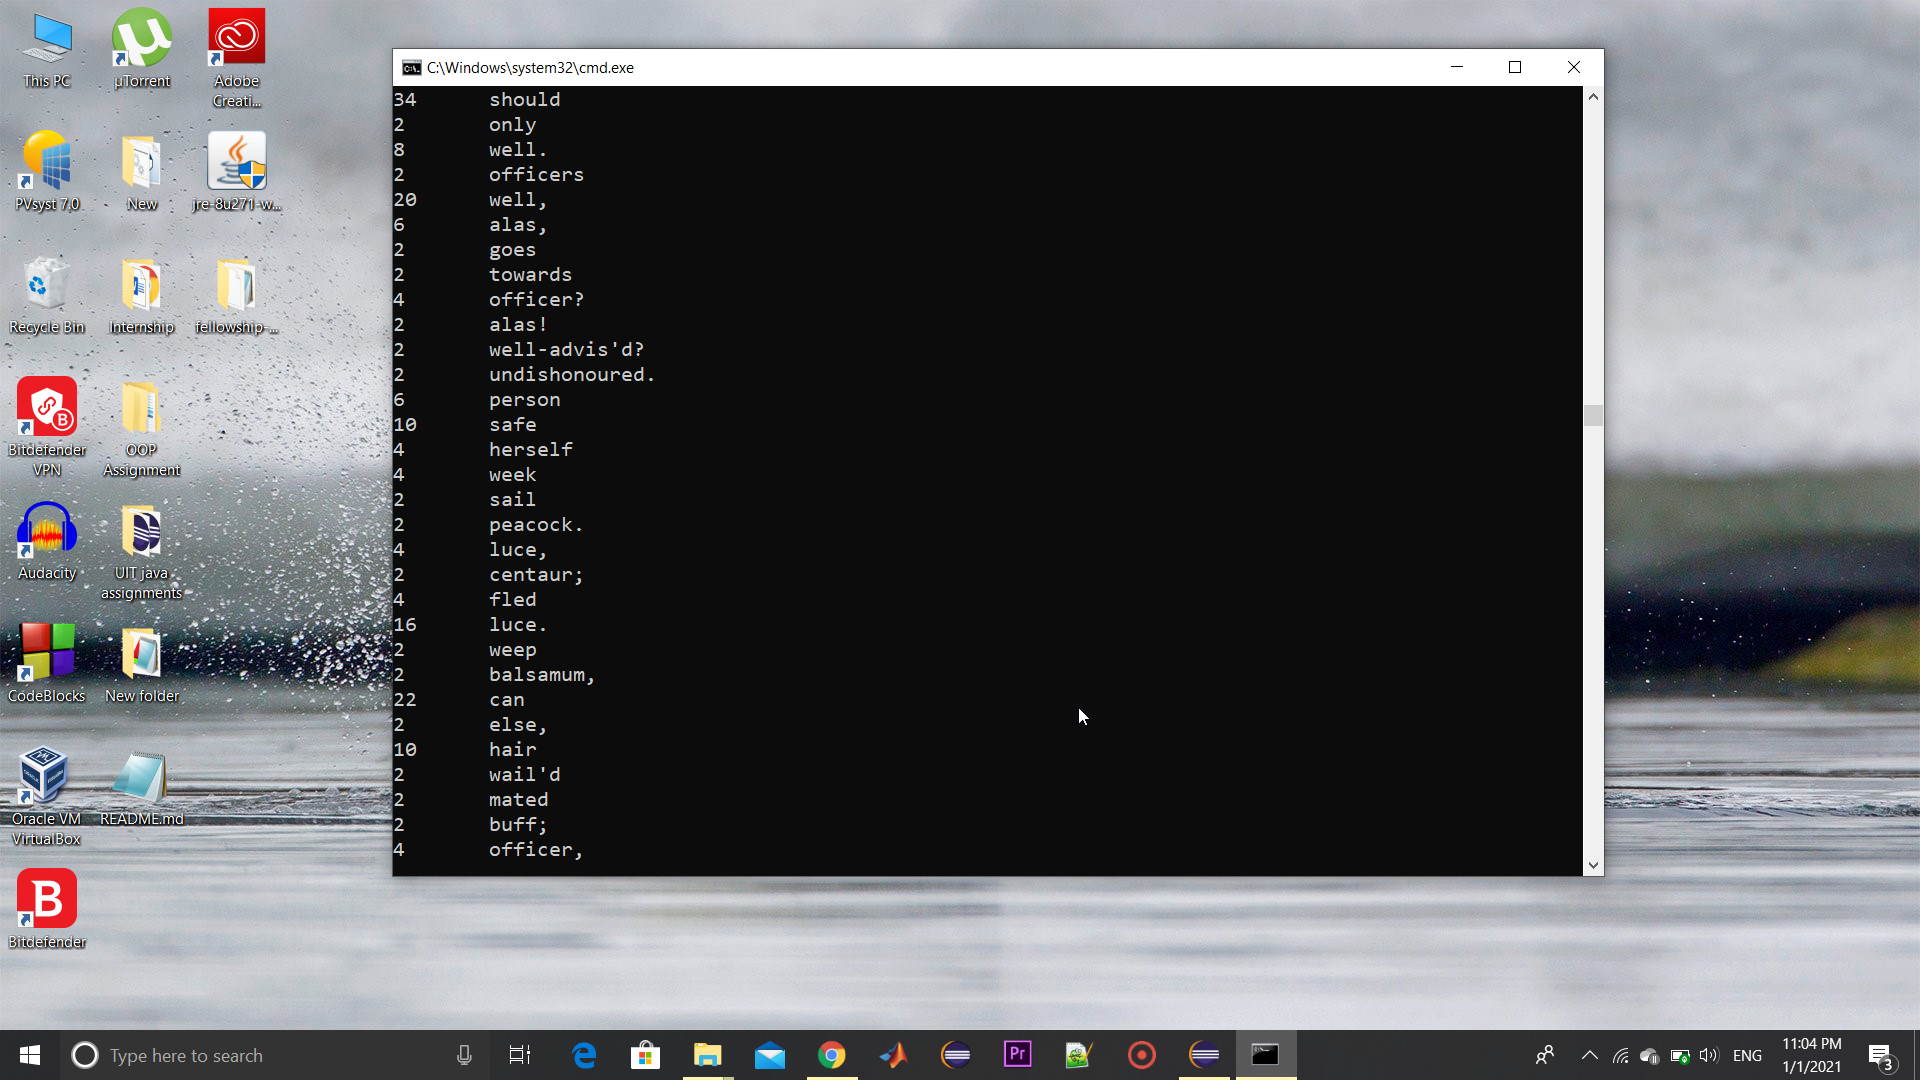 This PC
µTorrent
Adobe
Creati...
PVsyst 7.0
New
jre-8u271-w...
Recycle Bin
Internship
fellowship-...
Bitdefender
VPN
OOP
Assignment
Audacity
UIT java
assignments
CodeBlocks
New folder
Oracle VM
VirtualBox
README.md
Bitdefender
C:\Windows\system32\cmd.exe
34 should
2 only
8 well.
2 officers
20 well,
6 alas,
2 goes
2 towards
4 officer?
2 alas!
2 well-advis'd?
2 undishonoured.
6 person
10 safe
4 herself
4 week
2 sail
2 peacock.
4 luce,
2 centaur;
4 fled
16 luce.
2 weep
2 balsamum,
22 can
2 else,
10 hair
2 wail'd
2 mated
2 buff;
4 officer,
Type here to search
Pr
ENG
11:04 PM
1/1/2021
3